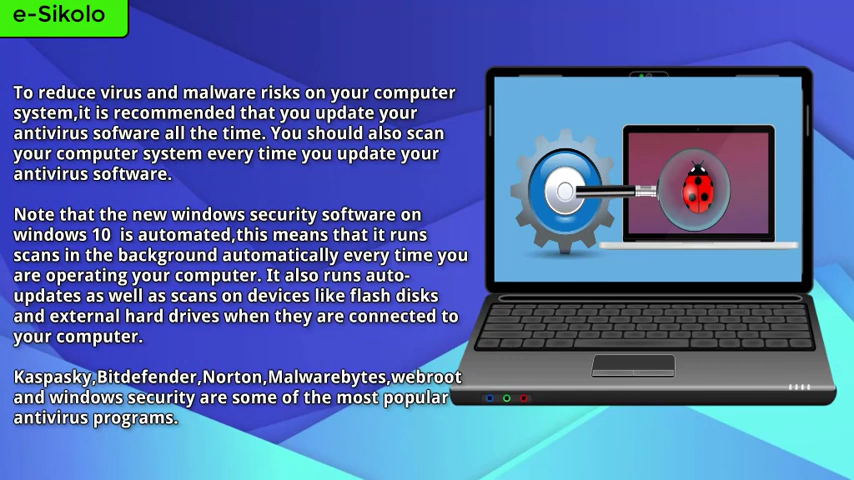 e-Sikolo
To reduce virus and malware risks on your computer
system,it is recommended that you update your
antivirus sofware all the time. You should also scan
your computer system every time you update your
antivirus software.
Note that the new windows security software on
windows 10  is automated,this means that it runs
scans in the background automatically every time you
are operating your computer. It also runs auto-
updates as well as scans on devices like flash disks
and external hard drives when they are connected to
your computer.
Kaspasky,Bitdefender,Norton,Malwarebytes,webroot
and windows security are some of the most popular
antivirus programs.